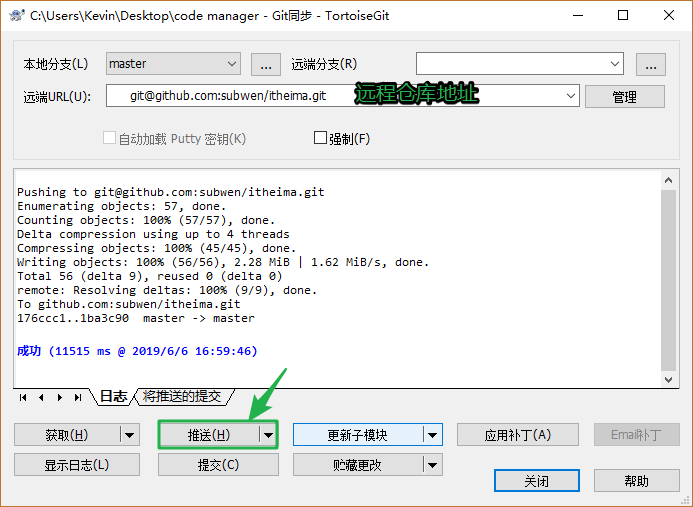 C:\Users\Kevin\Desktop\code manager - Git同步 - TortoiseGit
本地分支(L) master ... 远端分支(R) ...
远端URL(U): git@github.com:subwen/itheima.git 远程仓库地址 管理
自动加载 Putty 密钥(K) 强制(F)
Pushing to git@github.com:subwen/itheima.git
Enumerating objects: 57, done.
Counting objects: 100% (57/57), done.
Delta compression using up to 4 threads
Compressing objects: 100% (45/45), done.
Writing objects: 100% (56/56), 2.28 MiB | 1.62 MiB/s, done.
Total 56 (delta 9), reused 0 (delta 0)
remote: Resolving deltas: 100% (9/9), done.
To github.com:subwen/itheima.git
176ccc1..1ba3c90  master -> master
成功 (11515 ms @ 2019/6/6 16:59:46)
日志 将推送的提交
获取(H) 推送(H) 更新子模块 应用补丁(A) Email补丁
显示日志(L) 提交(C) 贮藏更改
关闭 帮助